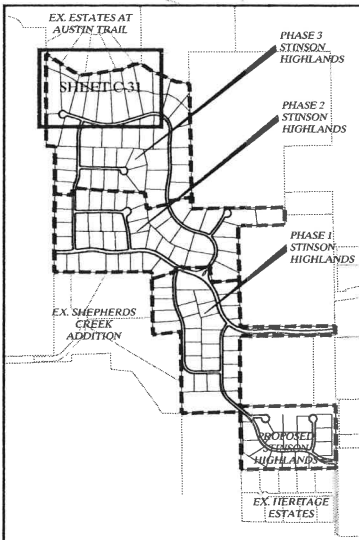 EX. ESTATES AT
AUSTIN TRAIL
SHEET C-31
PHASE 3
STINSON
HIGHLANDS
PHASE 2
STINSON
HIGHLANDS
PHASE 1
STINSON
HIGHLANDS
EX. SHEPHERDS
CREEK
ADDITION
PROPOSED
STINSON
HIGHLANDS
EX. HERITAGE
ESTATES